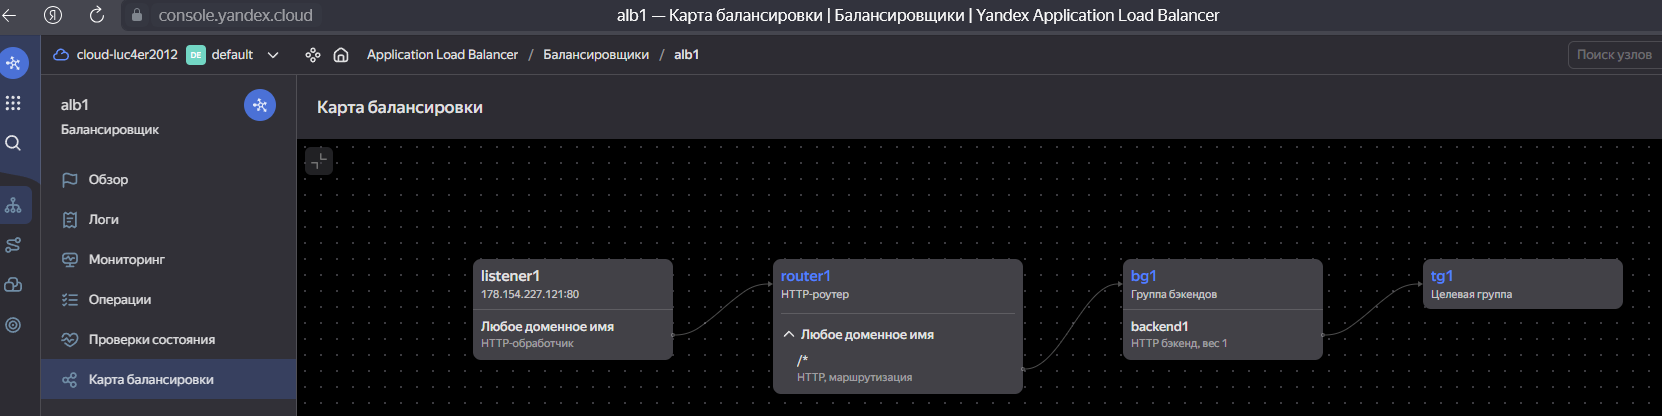 console.yandex.cloud
alb1 — Карта балансировки | Балансировщики | Yandex Application Load Balancer
cloud-luc4er2012
DE default
Application Load Balancer / Балансировщики / alb1
Поиск узлов
alb1
Балансировщик
Обзор
Логи
Мониторинг
Операции
Проверки состояния
Карта балансировки
Карта балансировки
listener1
178.154.227.121:80
Любое доменное имя
HTTP-обработчик
router1
HTTP-роутер
Любое доменное имя
/*
HTTP, маршрутизация
bg1
Группа бэкендов
backend1
HTTP бэкенд, вес 1
tg1
Целевая группа